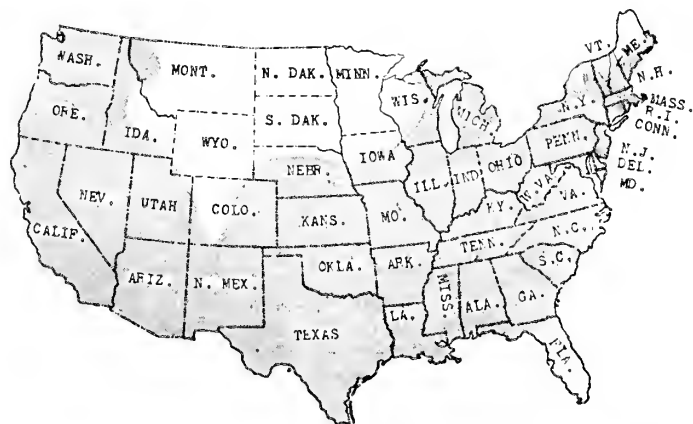 VT.
ME.
WASH.
MONT.
N. DAK.
MINN.
N.H.
WIS.
MICH.
N.Y.
MASS.
R.I.
CONN.
ORE.
IDA.
S. DAK.
WYO.
IOWA
PENN.
N.J.
DEL.
MD.
NEBR.
ILL.
IND
OHIO
W.VA.
VA.
NEV.
UTAH
COLO.
KANS.
MO.
KY.
CALIF.
TENN.
N.C.
ARIZ.
N. MEX.
OKLA.
ARK.
S.C.
MISS.
ALA.
GA.
LA.
TEXAS
FLA.